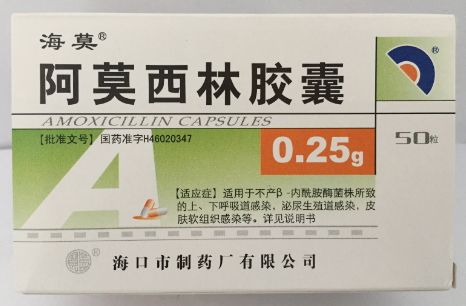 海莫®
®
阿莫西林胶囊
AMOXICILLIN CAPSULES
【批准文号】国药准字H46020347
50粒
0.25g
A
【适应症】适用于不产β-内酰胺酶菌株所致
的上、下呼吸道感染，泌尿生殖道感染，皮
肤软组织感染等。详见说明书
海口市制药厂有限公司